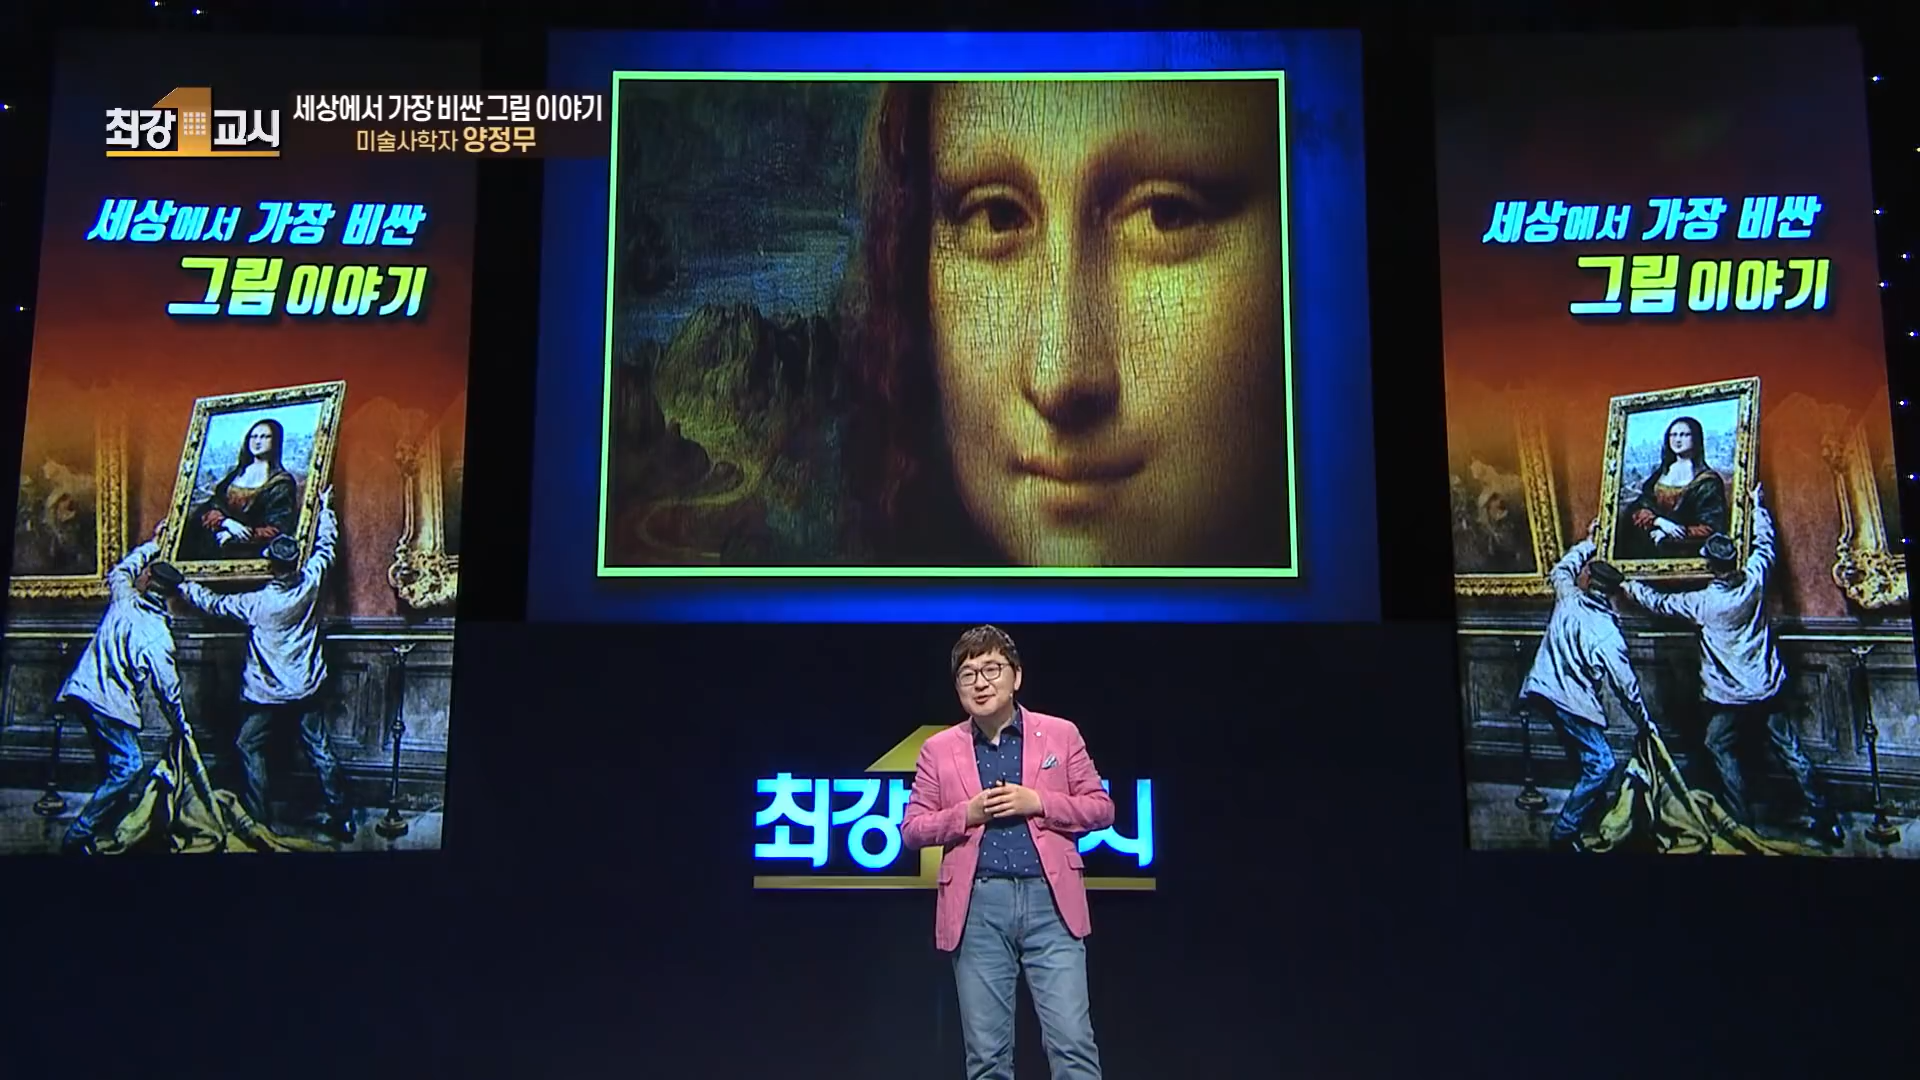 최강1교시
세상에서 가장 비싼 그림 이야기
미술사학자 양정무
세상에서 가장 비싼
그림 이야기
세상에서 가장 비싼
그림 이야기
최강1 시